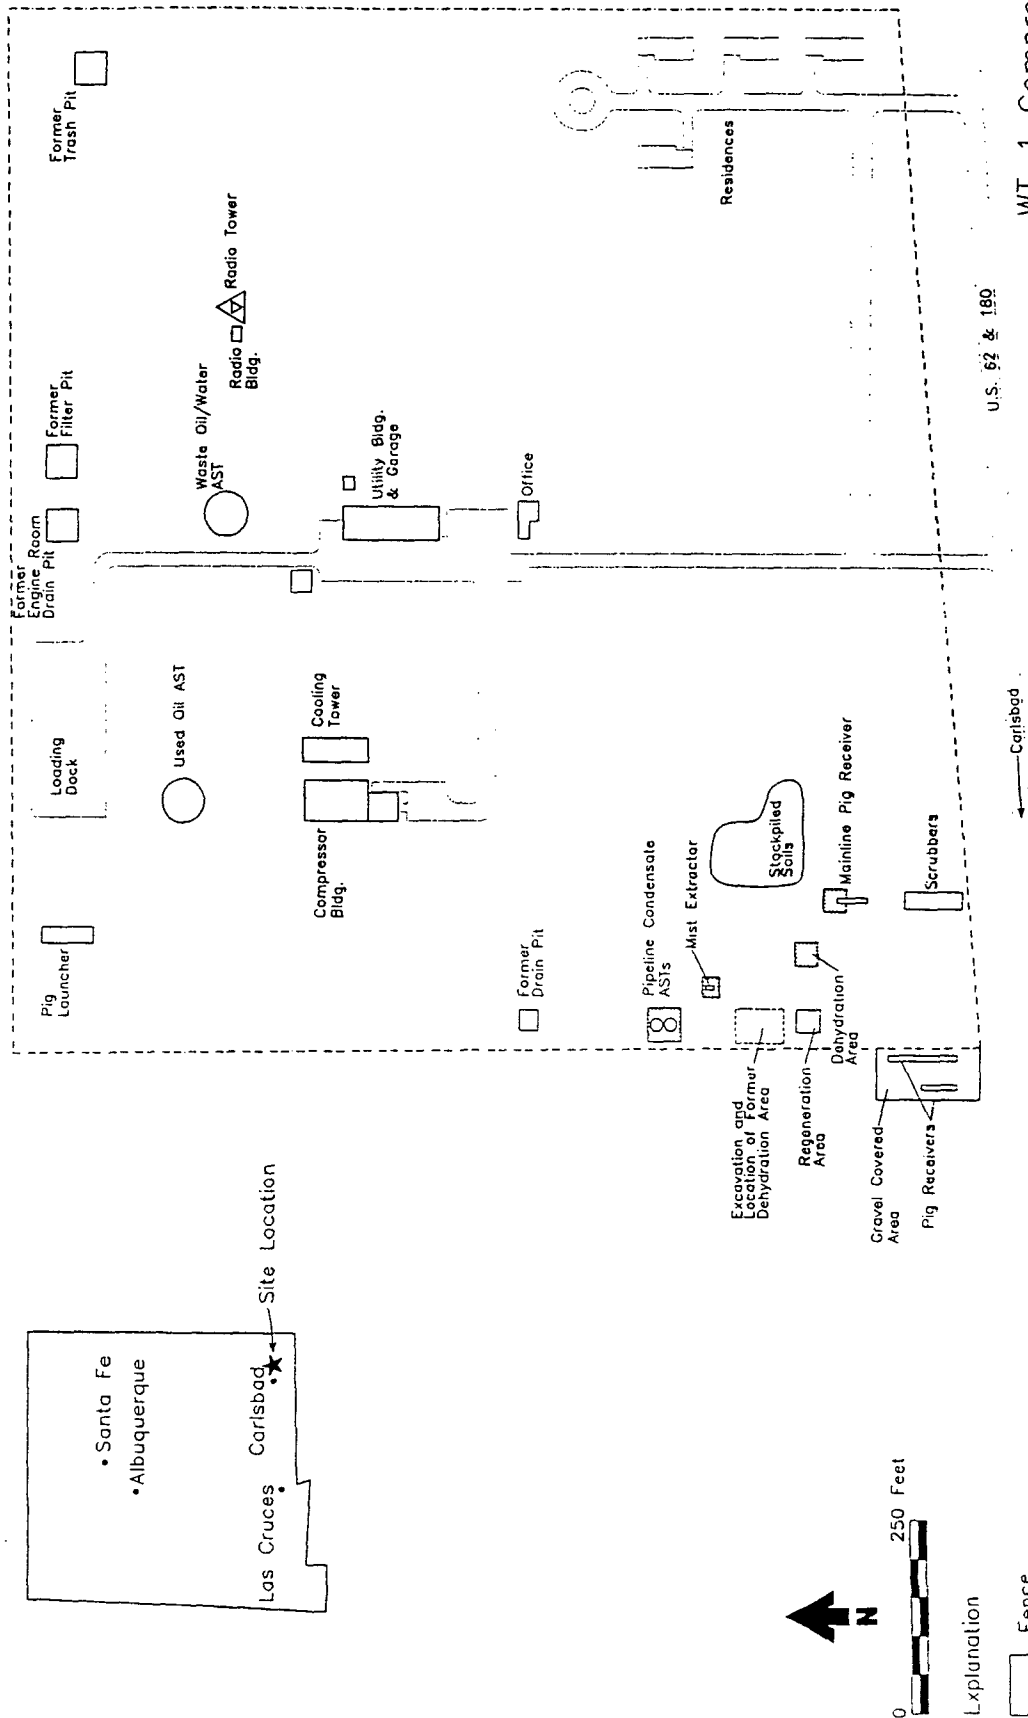 Santa Fe
Albuquerque
Las Cruces
Carlsbad
Site Location
Pig
Launcher
Loading
Dock
Former
Engine Room
Drain Pit
Former
Filter Pit
Former
Trash Pit
Used Oil AST
Waste Oil/Water
AST
Radio
Bldg.
Radio Tower
Compressor
Bldg.
Cooling
Tower
Utility Bldg.
& Garage
Former
Drain Pit
Office
Pipeline Condensate
ASTs
Mist Extractor
Residences
Excavation and
Location of Former
Dehydration Area
Stockpiled
Soils
Regeneration
Area
Dehydration
Area
Mainline Pig Receiver
Gravel Covered
Area
Pig Receivers
Scrubbers
U.S. 62 & 180
Carlsbad
N
0
250 Feet
Explanation
Fence
WT-1